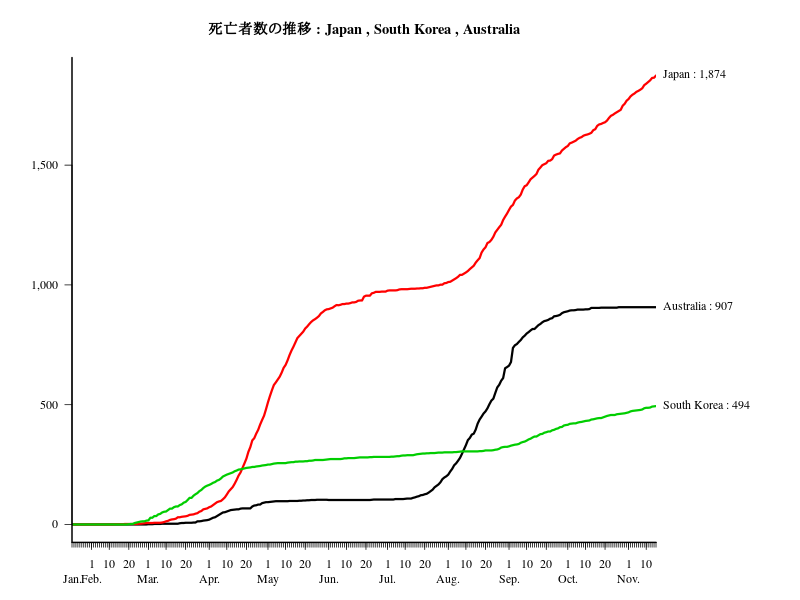 死亡者数の推移 : Japan , South Korea , Australia
Japan : 1,874
1,500
1,000
Australia : 907
500
South Korea : 494
0
1 10 20 1 10 20 1 10 20 1 10 20 1 10 20 1 10 20 1 10 20 1 10 20 1 10 20 1 10
Jan. Feb. Mar. Apr. May Jun. Jul. Aug. Sep. Oct. Nov.